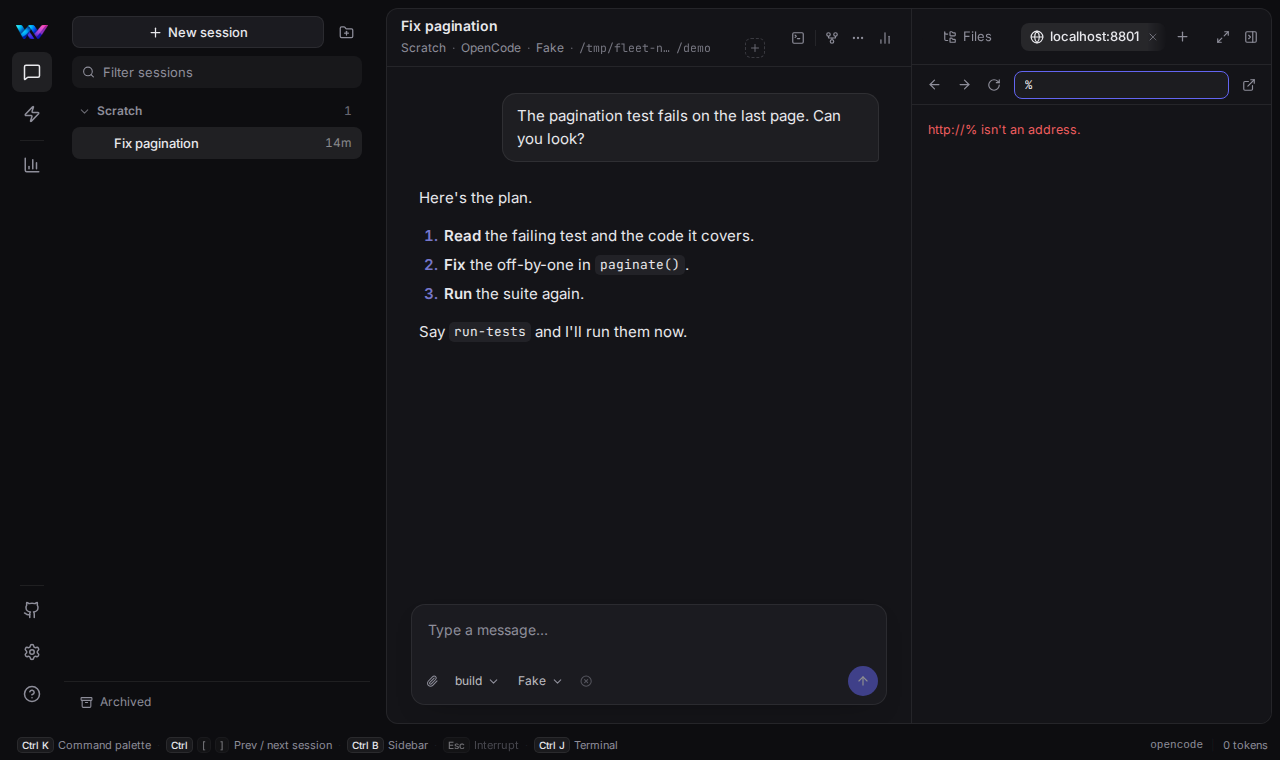 New session
Filter sessions
Scratch 1
Fix pagination 14m
Archived
Fix pagination
Scratch · OpenCode · Fake · /tmp/fleet-n… /demo
The pagination test fails on the last page. Can
you look?
Here's the plan.
1. Read the failing test and the code it covers.
2. Fix the off-by-one in paginate().
3. Run the suite again.
Say run-tests and I'll run them now.
Type a message...
build Fake
Files localhost:8801
%
http://% isn't an address.
Ctrl K Command palette Ctrl [ ] Prev / next session Ctrl B Sidebar Esc Interrupt Ctrl J Terminal opencode 0 tokens